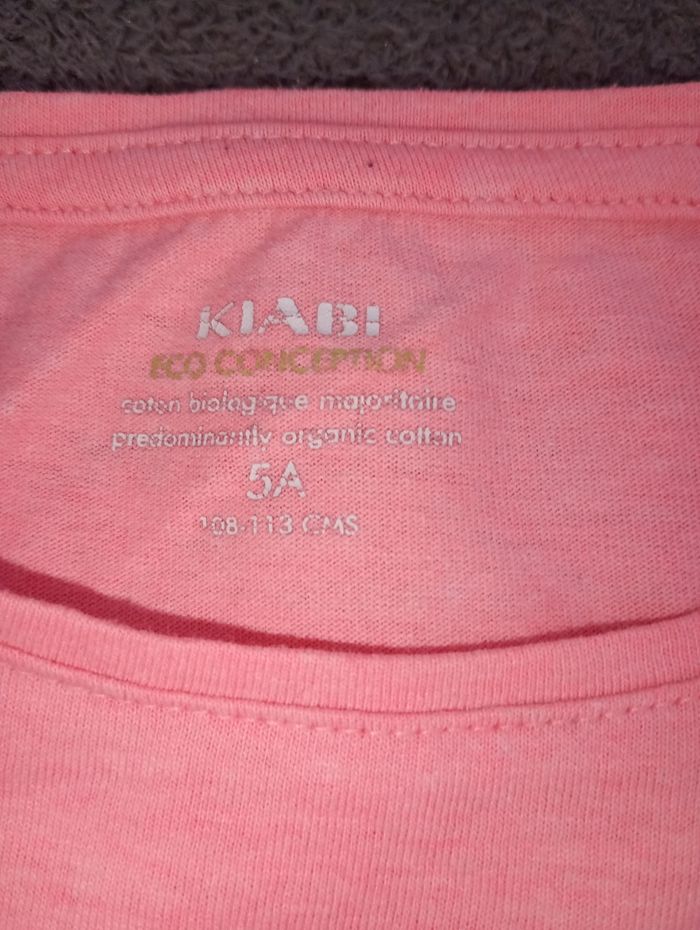 KIABI
ECO CONCEPTION
coton biologique majoritaire
predominantly organic cotton
5A
108-113 CMS